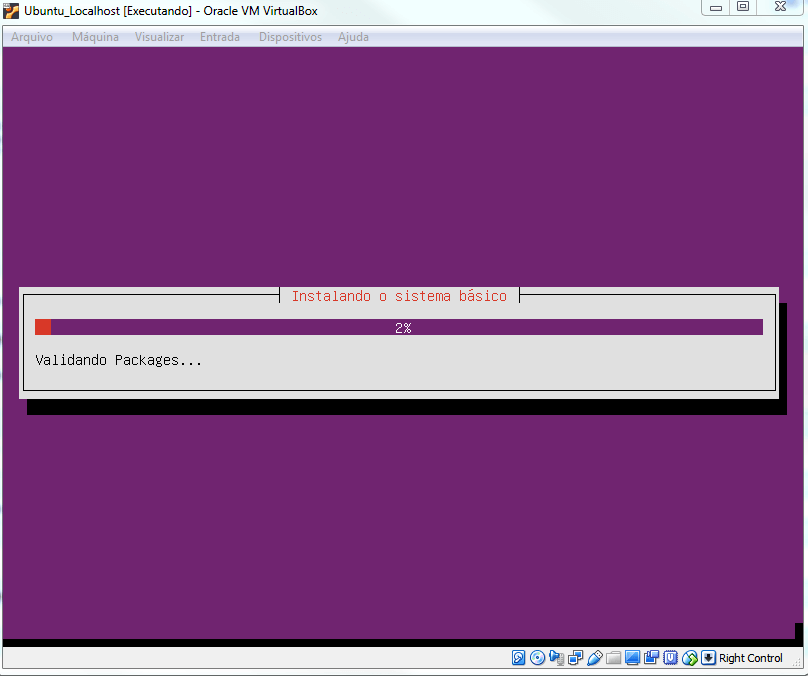 Ubuntu_Localhost [Executando] - Oracle VM VirtualBox
Arquivo Máquina Visualizar Entrada Dispositivos Ajuda
Instalando o sistema básico
2%
Validando Packages...
Right Control